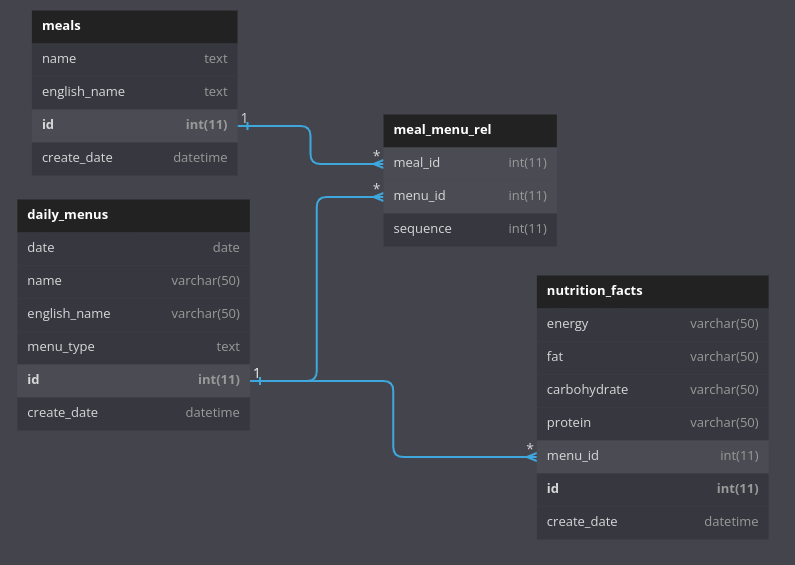 meals
name text
english_name text
id int(11)
create_date datetime
1
daily_menus
date date
name varchar(50)
english_name varchar(50)
menu_type text
id int(11)
create_date datetime
1
meal_menu_rel
* meal_id int(11)
* menu_id int(11)
sequence int(11)
nutrition_facts
energy varchar(50)
fat varchar(50)
carbohydrate varchar(50)
protein varchar(50)
* menu_id int(11)
id int(11)
create_date datetime